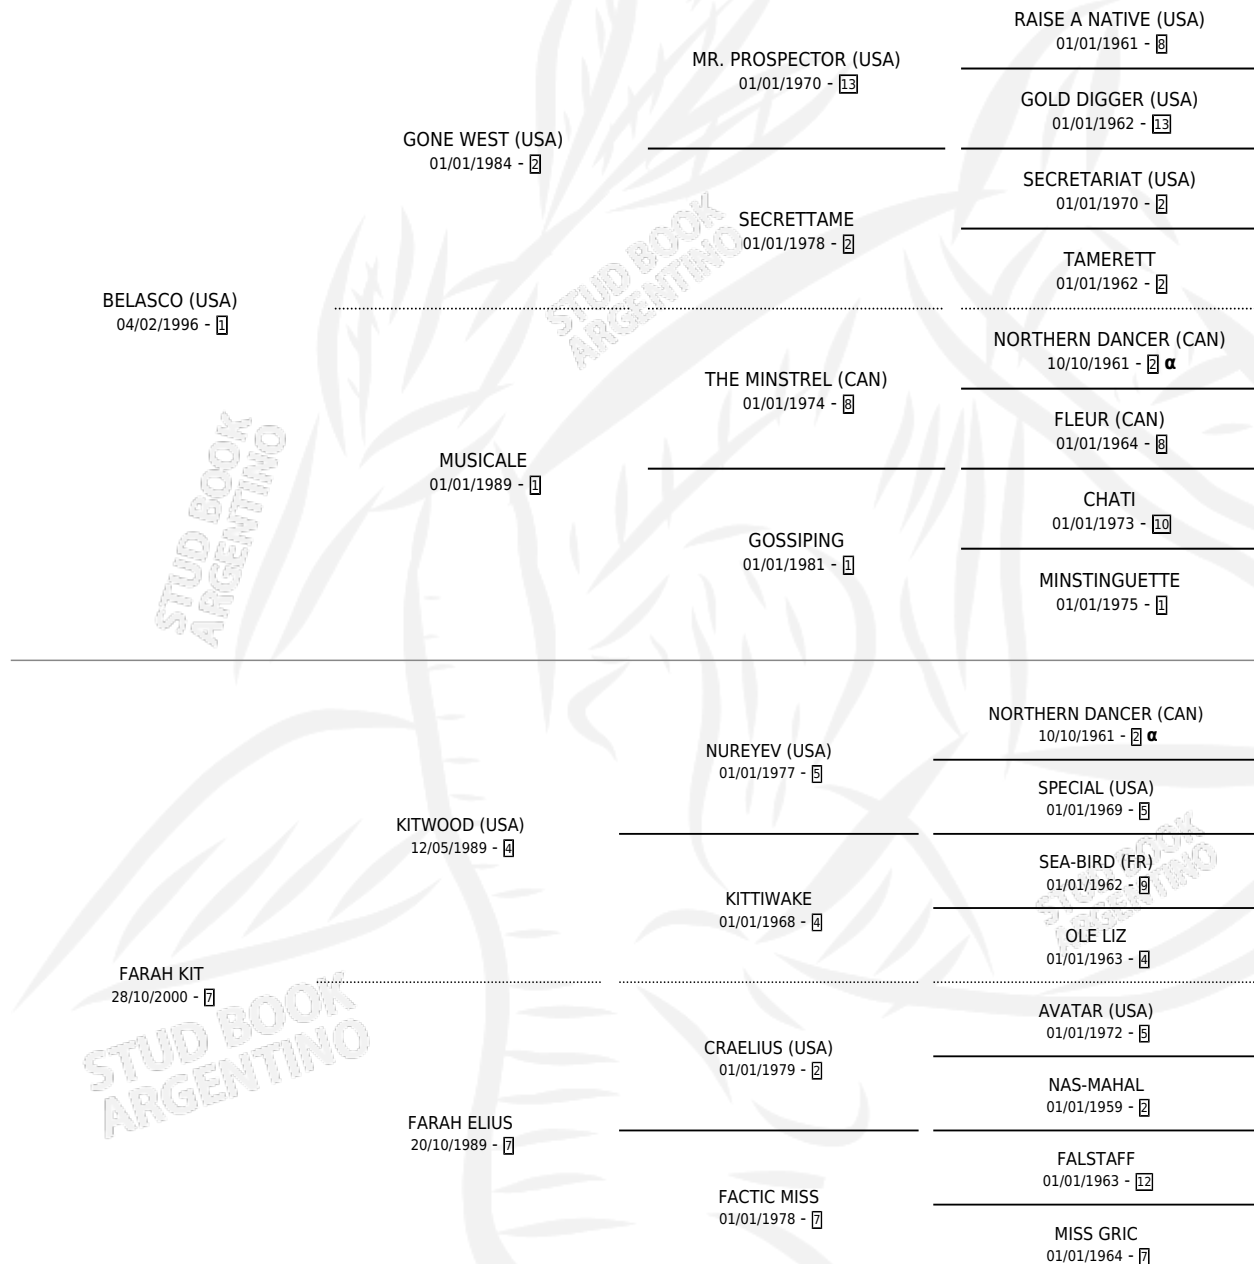 RAISE A NATIVE (USA)
01/01/1961 - 8
MR. PROSPECTOR (USA)
01/01/1970 - 13
GOLD DIGGER (USA)
01/01/1962 - 13
GONE WEST (USA)
01/01/1984 - 2
SECRETARIAT (USA)
01/01/1970 - 2
SECRETTAME
01/01/1978 - 2
TAMERETT
01/01/1962 - 2
BELASCO (USA)
04/02/1996 - 1
NORTHERN DANCER (CAN)
10/10/1961 - 2 α
THE MINSTREL (CAN)
01/01/1974 - 8
FLEUR (CAN)
01/01/1964 - 8
MUSICALE
01/01/1989 - 1
CHATI
01/01/1973 - 10
GOSSIPING
01/01/1981 - 1
MINSTINGUETTE
01/01/1975 - 1
NORTHERN DANCER (CAN)
10/10/1961 - 2 α
NUREYEV (USA)
01/01/1977 - 5
SPECIAL (USA)
01/01/1969 - 5
KITWOOD (USA)
12/05/1989 - 4
SEA-BIRD (FR)
01/01/1962 - 9
KITTIWAKE
01/01/1968 - 4
OLE LIZ
01/01/1963 - 4
FARAH KIT
28/10/2000 - 7
AVATAR (USA)
01/01/1972 - 5
CRAELIUS (USA)
01/01/1979 - 2
NAS-MAHAL
01/01/1959 - 2
FARAH ELIUS
20/10/1989 - 7
FALSTAFF
01/01/1963 - 12
FACTIC MISS
01/01/1978 - 7
MISS GRIC
01/01/1964 - 7
STUD BOOK
ARGENTINO
STUD BOOK
ARGENTINO
STUD BOOK
ARGENTINO
STUD BOOK
ARGENTINO